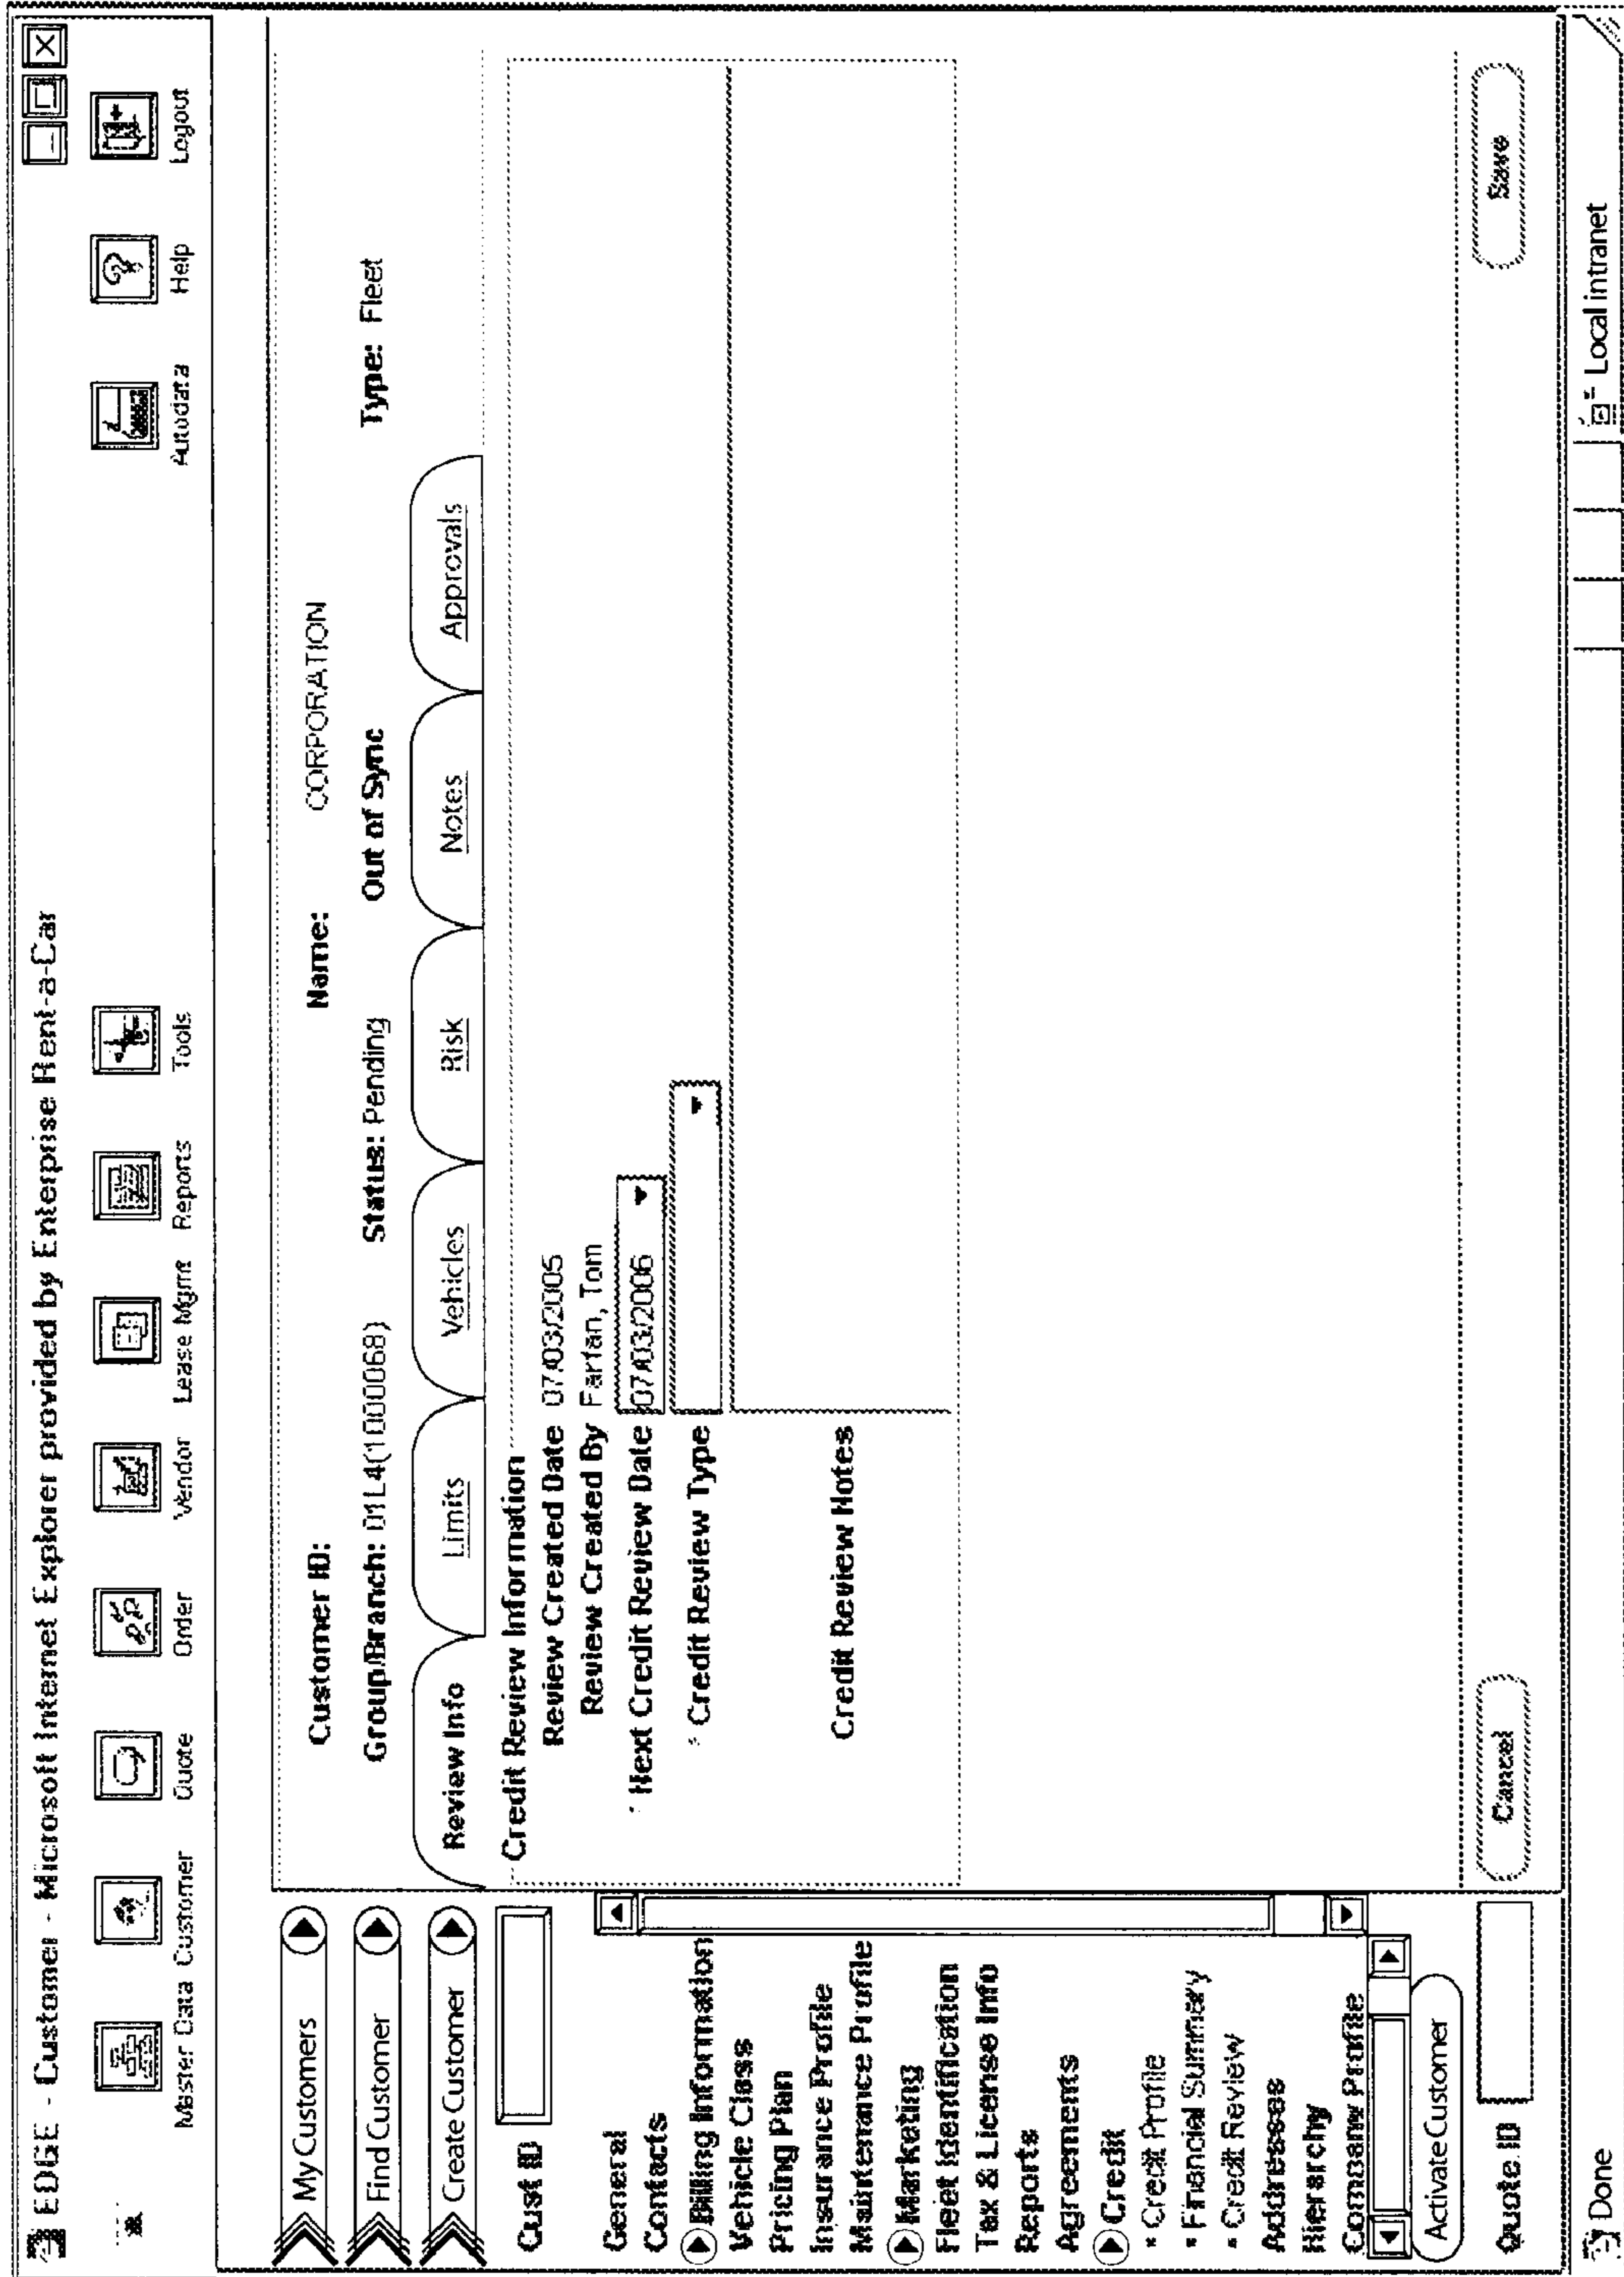 EDGE - Customer - Microsoft Internet Explorer provided by Enterprise Rent-a-Car
Master Data Customer Quote Order Vendor Lease Mgmt Reports Tools Autodata Help Logout
My Customers
Find Customer
Create Customer
Cust ID
General
Contacts
Billing Information
Vehicle Class
Pricing Plan
Insurance Profile
Maintenance Profile
Marketing
Fleet Identification
Tax & License Info
Reports
Agreements
Credit
Credit Profile
Financial Summary
Credit Review
Addresses
Hierarchy
Company Profile
Activate Customer
Quote ID
Customer ID: Name: CORPORATION
Group/Branch: D1L4(1000068) Status: Pending Out of Sync Type: Fleet
Review Info Limits Vehicles Risk Notes Approvals
Credit Review Information
Review Created Date 07/03/2005
Review Created By Farfan, Tom
* Next Credit Review Date 07/03/2006
* Credit Review Type
Credit Review Notes
Cancel Save
Done Local intranet